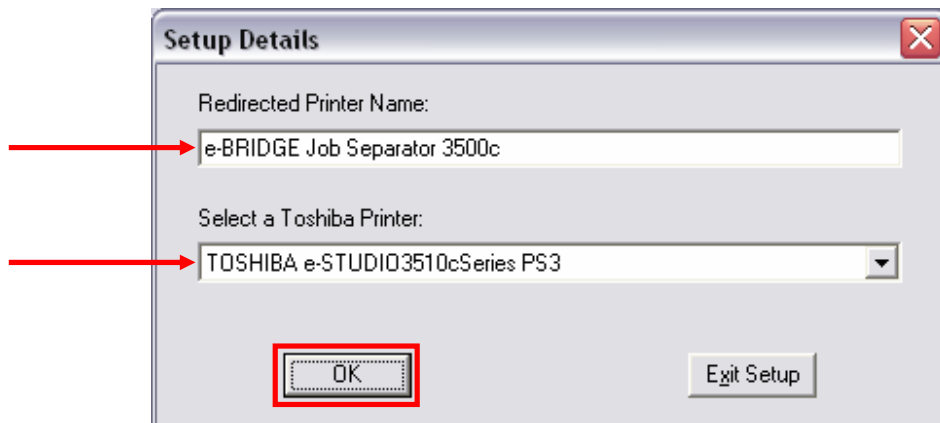 Setup Details
Redirected Printer Name:
e-BRIDGE Job Separator 3500c
Select a Toshiba Printer:
TOSHIBA e-STUDIO3510cSeries PS3
OK
Exit Setup